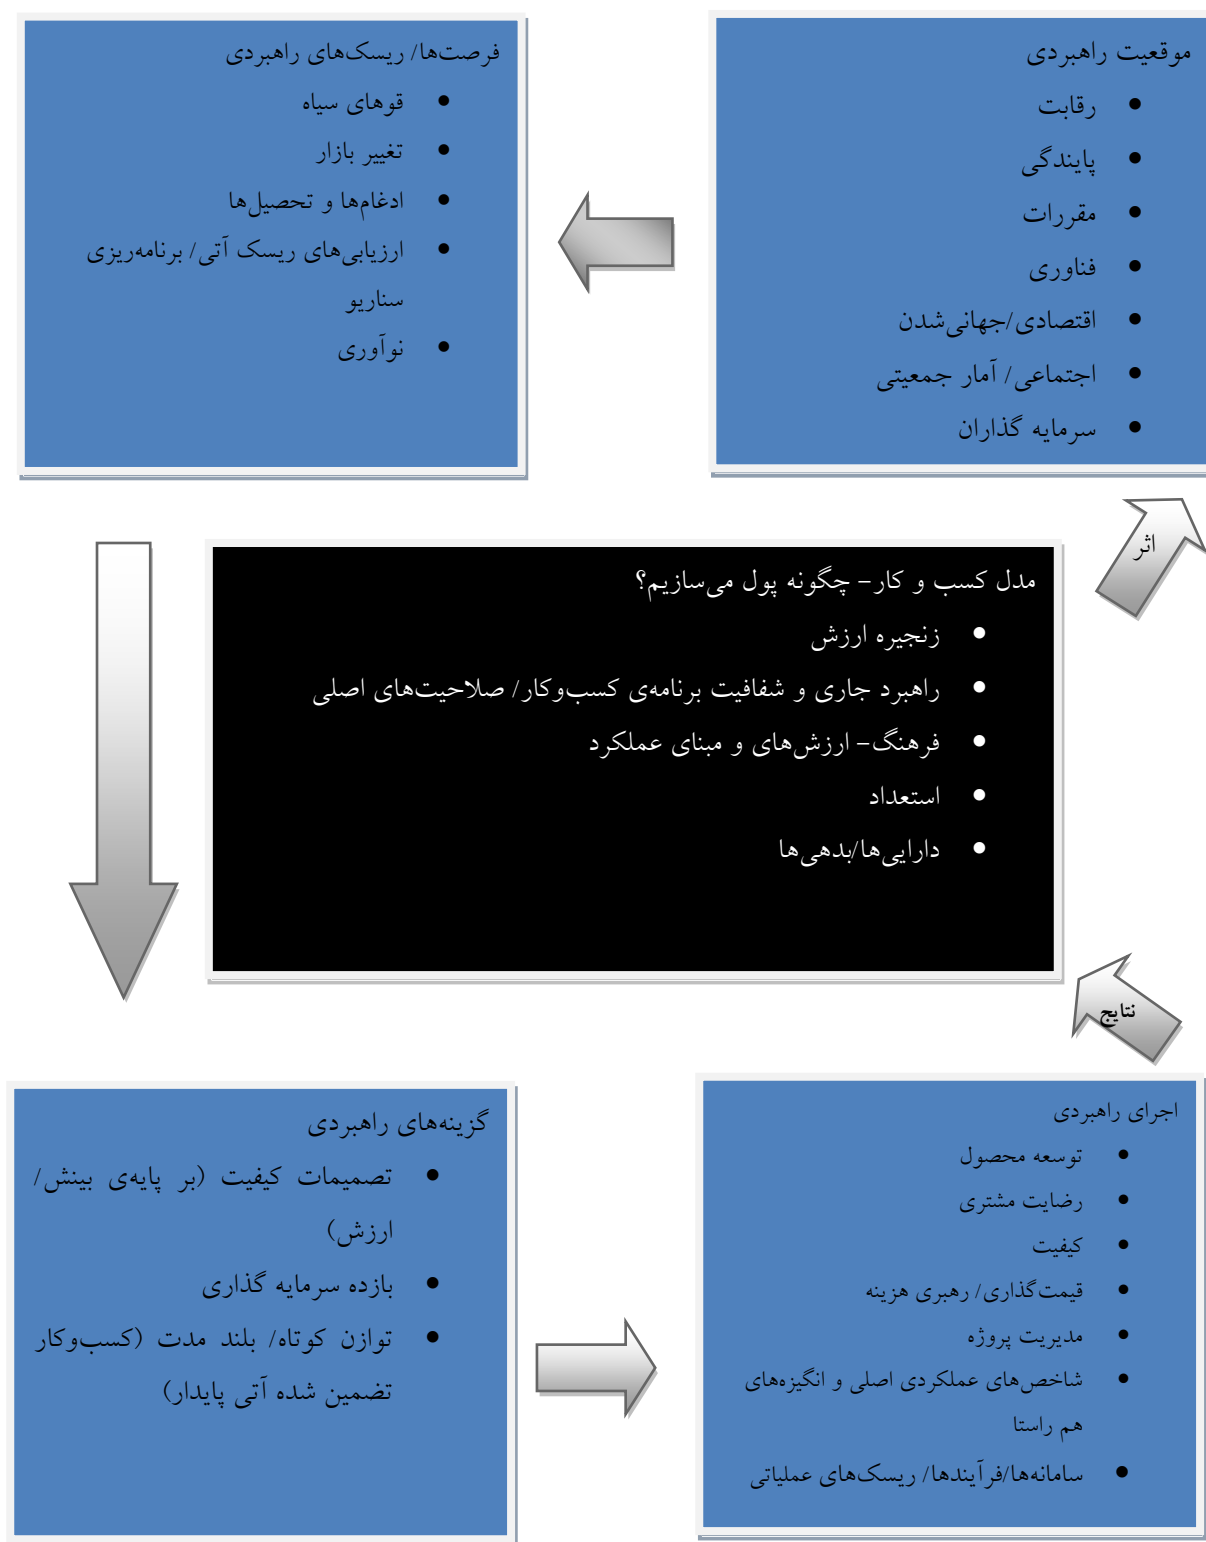 موقعیت راهبردی
• رقابت
• پایندگی
• مقررات
• فناوری
• اقتصادی/جهانی‌شدن
• اجتماعی/ آمار جمعیتی
• سرمایه گذاران
فرصت‌ها/ ریسک‌های راهبردی
• قوهای سیاه
• تغییر بازار
• ادغام‌ها و تحصیل‌ها
• ارزیابی‌های ریسک آتی/ برنامه‌ریزی
سناریو
• نوآوری
اثر
مدل کسب و کار- چگونه پول می‌سازیم؟
• زنجیره ارزش
• راهبرد جاری و شفافیت برنامه‌ی کسب‌وکار/ صلاحیت‌های اصلی
• فرهنگ- ارزش‌های و مبنای عملکرد
• استعداد
• دارایی‌ها/بدهی‌ها
نتایج
گزینه‌های راهبردی
• تصمیمات کیفیت (بر پایه‌ی بینش/
ارزش)
• بازده سرمایه گذاری
• توازن کوتاه/ بلند مدت (کسب‌وکار
تضمین شده آتی پایدار)
اجرای راهبردی
• توسعه محصول
• رضایت مشتری
• کیفیت
• قیمت‌گذاری/ رهبری هزینه
• مدیریت پروژه
• شاخص‌های عملکردی اصلی و انگیزه‌های
هم راستا
• سامانه‌ها/فرآیندها/ ریسک‌های عملیاتی